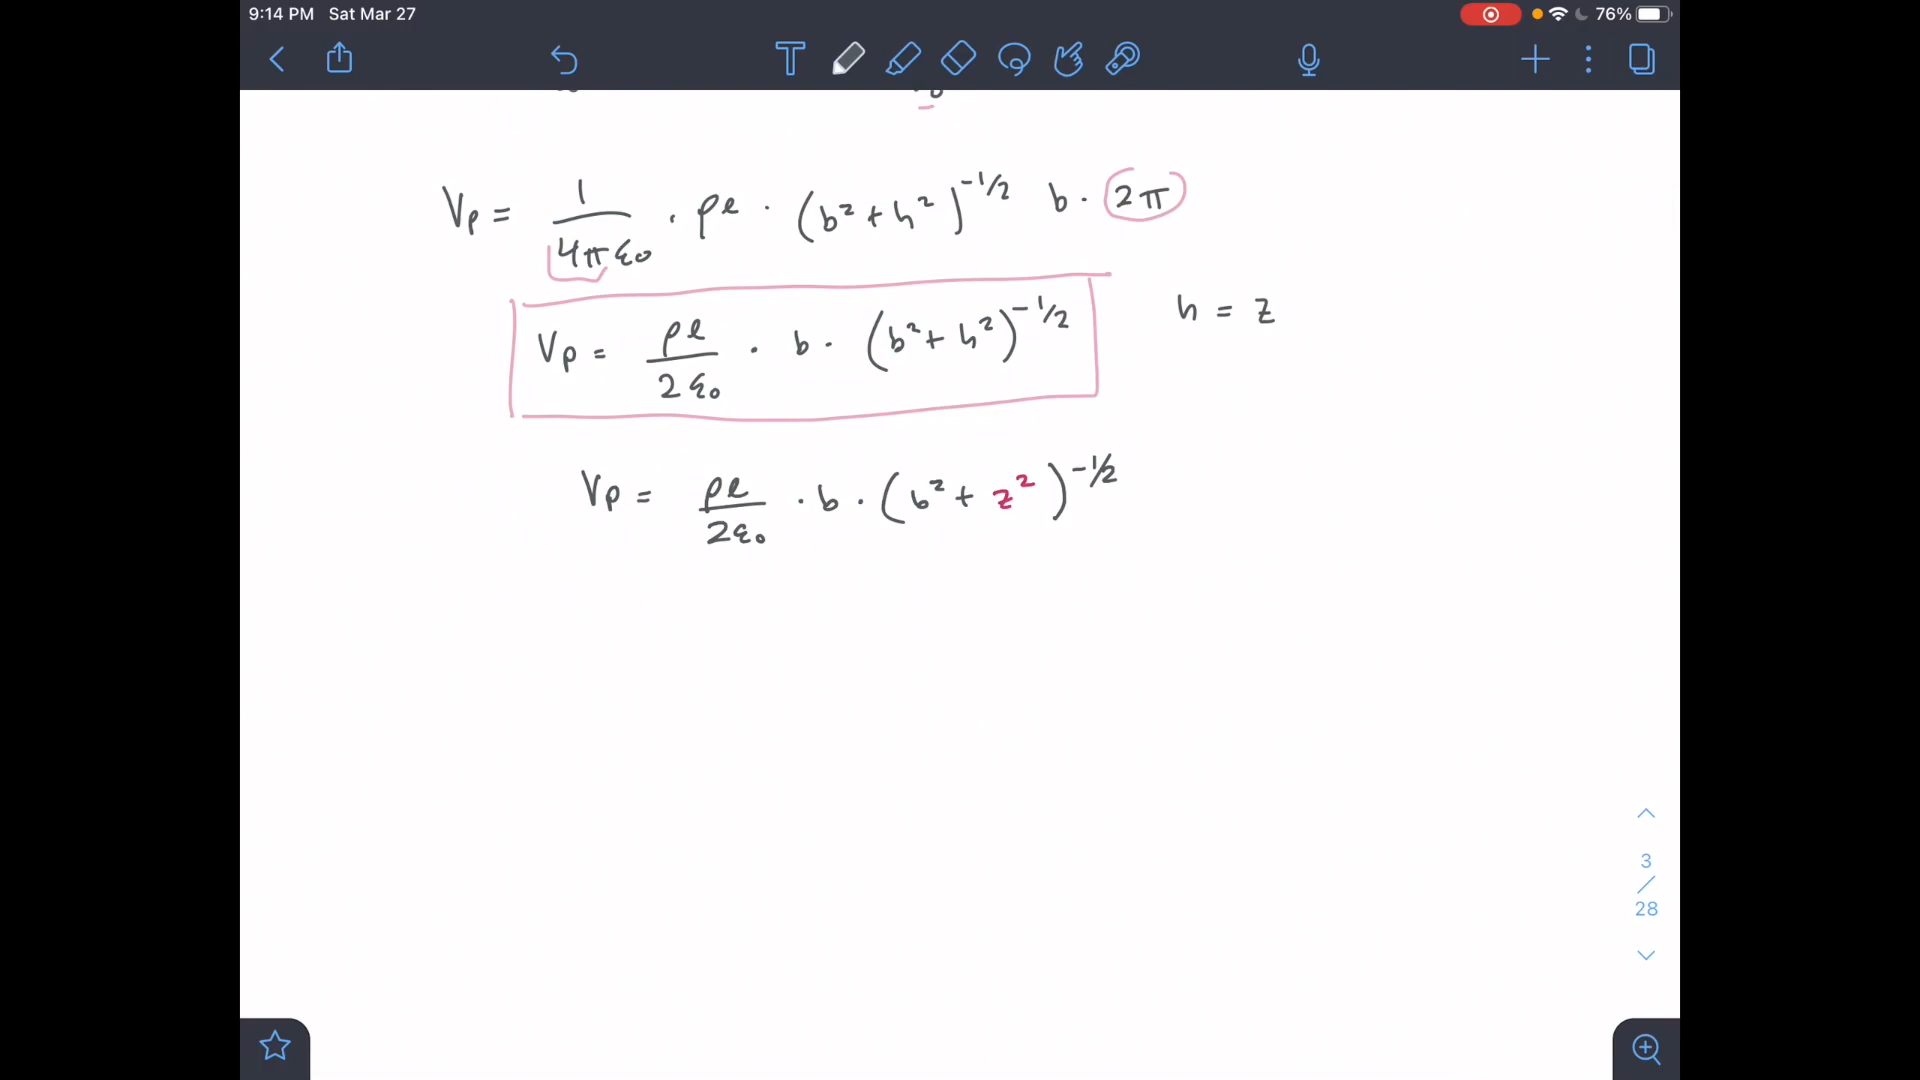 9:14 PM Sat Mar 27
76%
Vp = 1/(4πε₀) · ρℓ · (b² + h²)^(-1/2) b · 2π
Vp = ρℓ/(2ε₀) · b · (b² + h²)^(-1/2)
h = z
Vp = ρℓ/(2ε₀) · b · (b² + z²)^(-1/2)
3
/
28